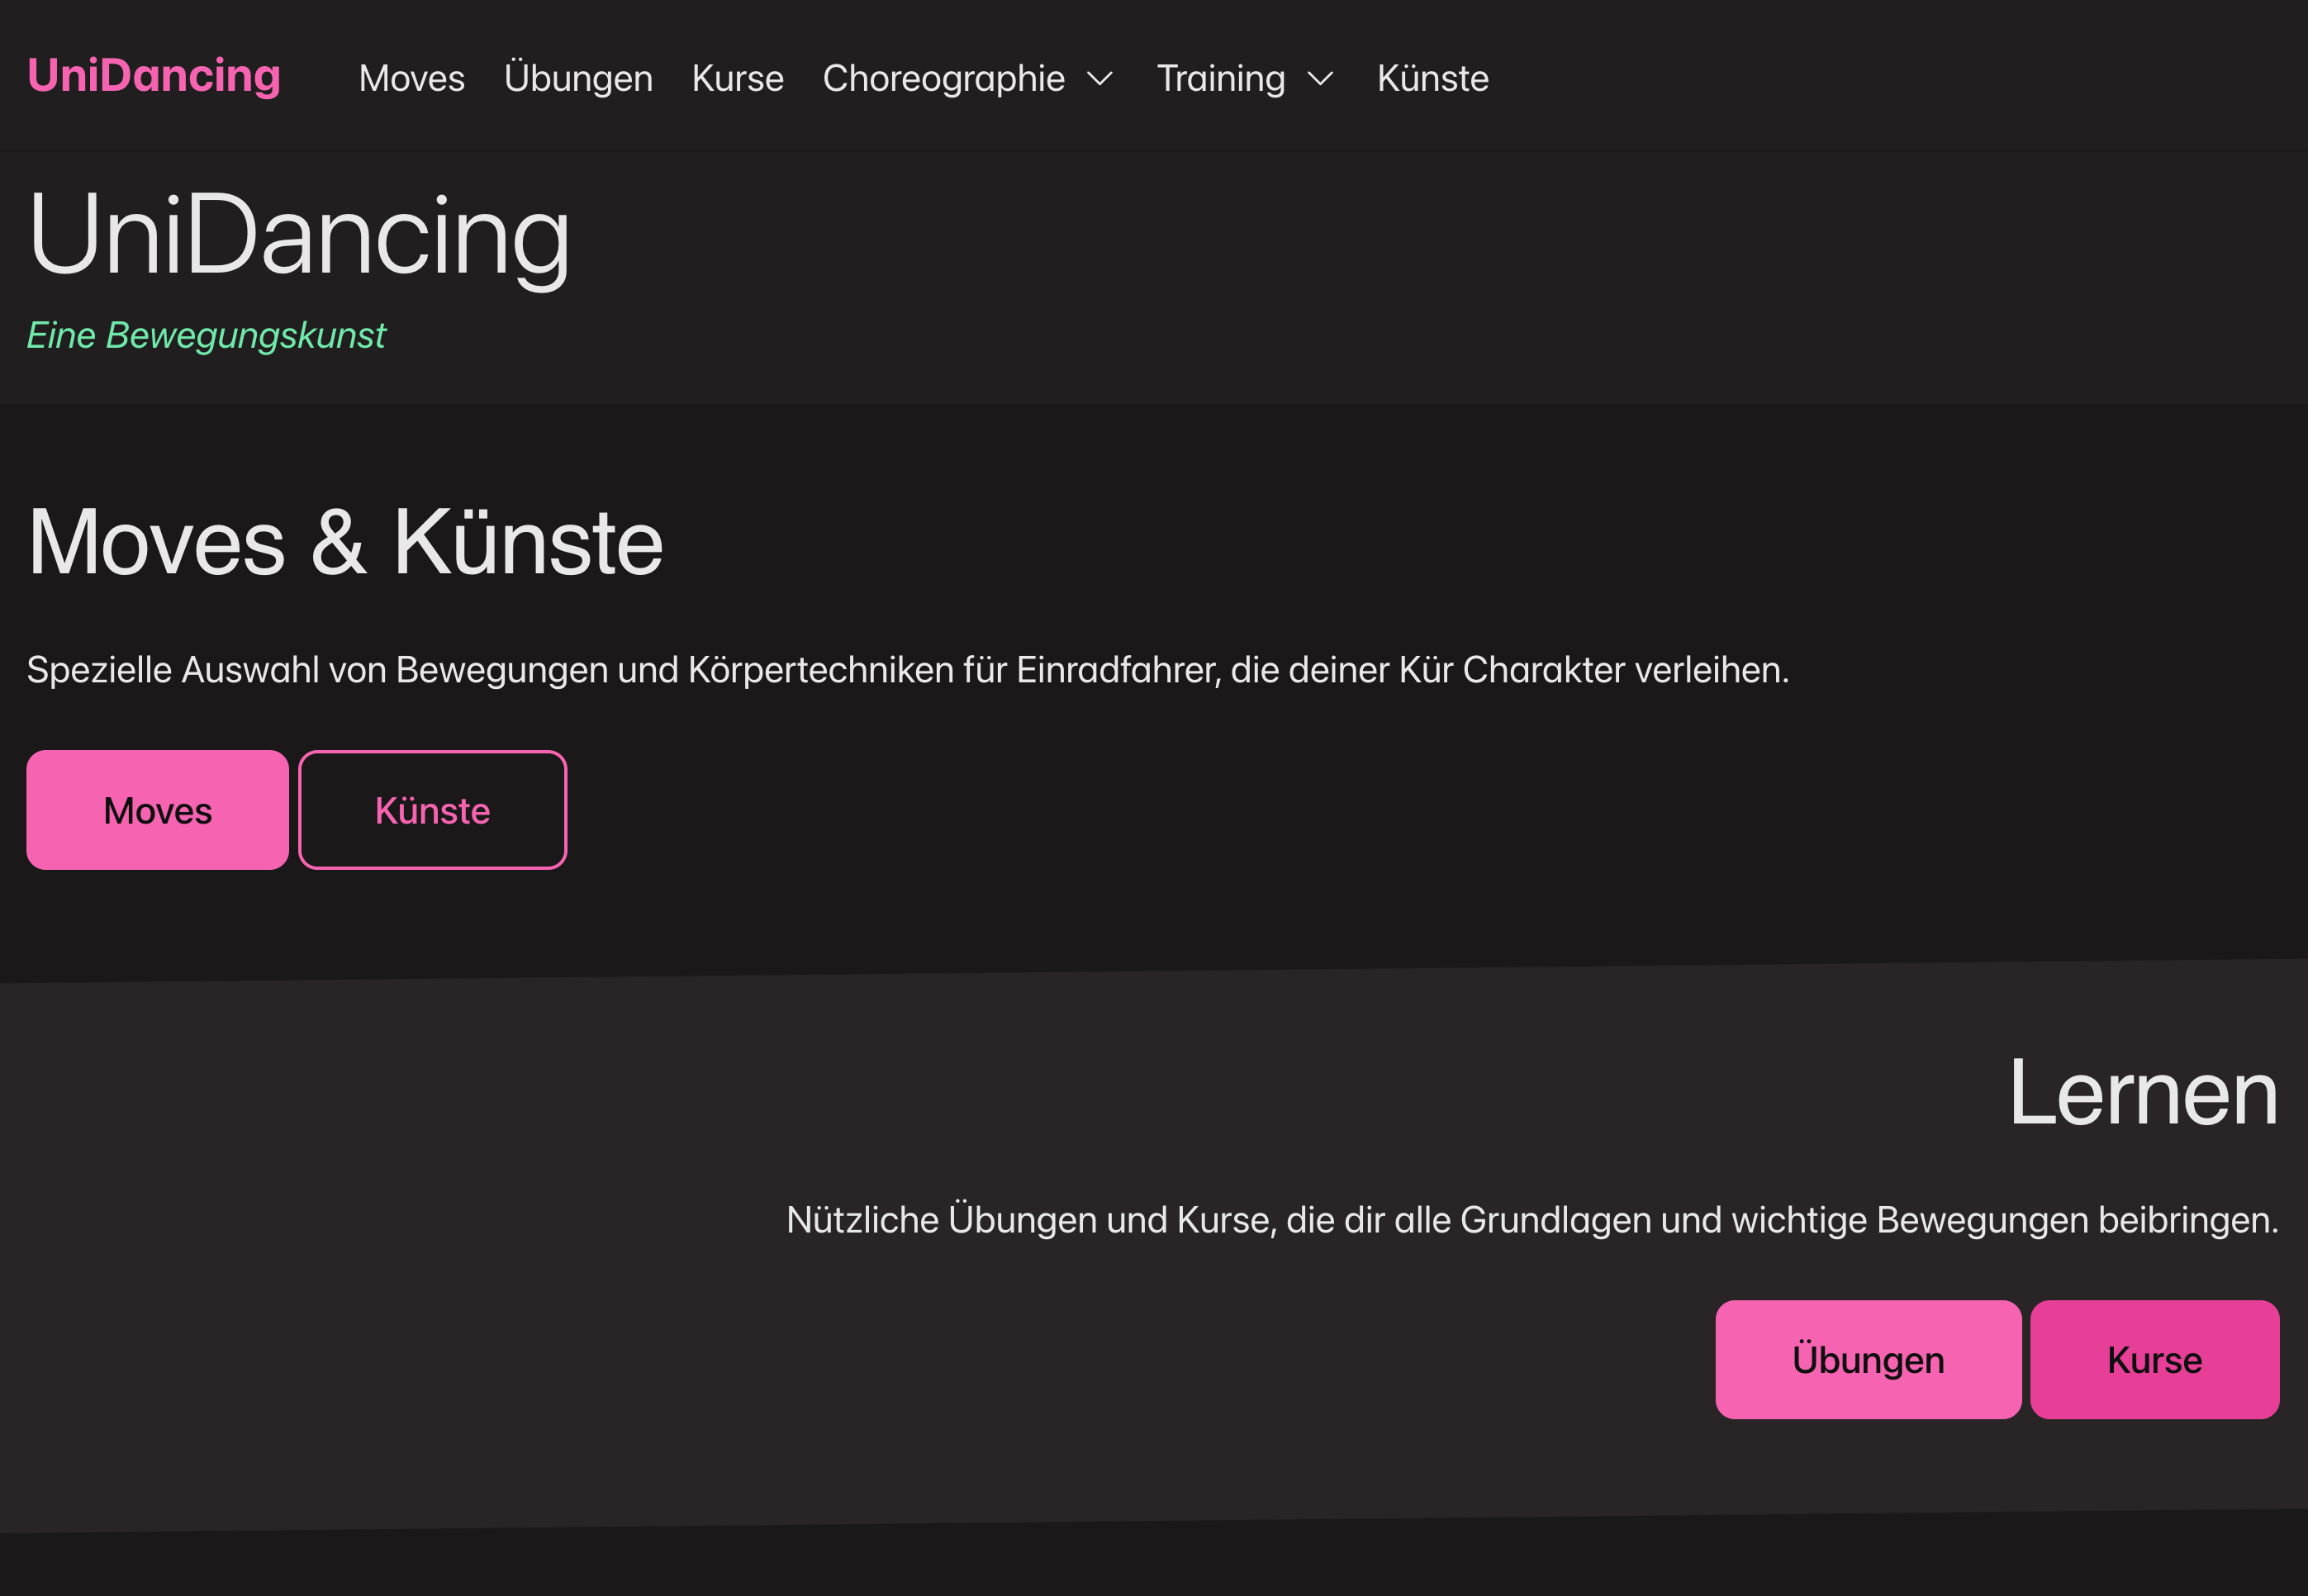 UniDancing Moves Übungen Kurse Choreographie Training Künste
UniDancing
Eine Bewegungskunst
Moves & Künste
Spezielle Auswahl von Bewegungen und Körpertechniken für Einradfahrer, die deiner Kür Charakter verleihen.
Moves Künste
Lernen
Nützliche Übungen und Kurse, die dir alle Grundlagen und wichtige Bewegungen beibringen.
Übungen Kurse